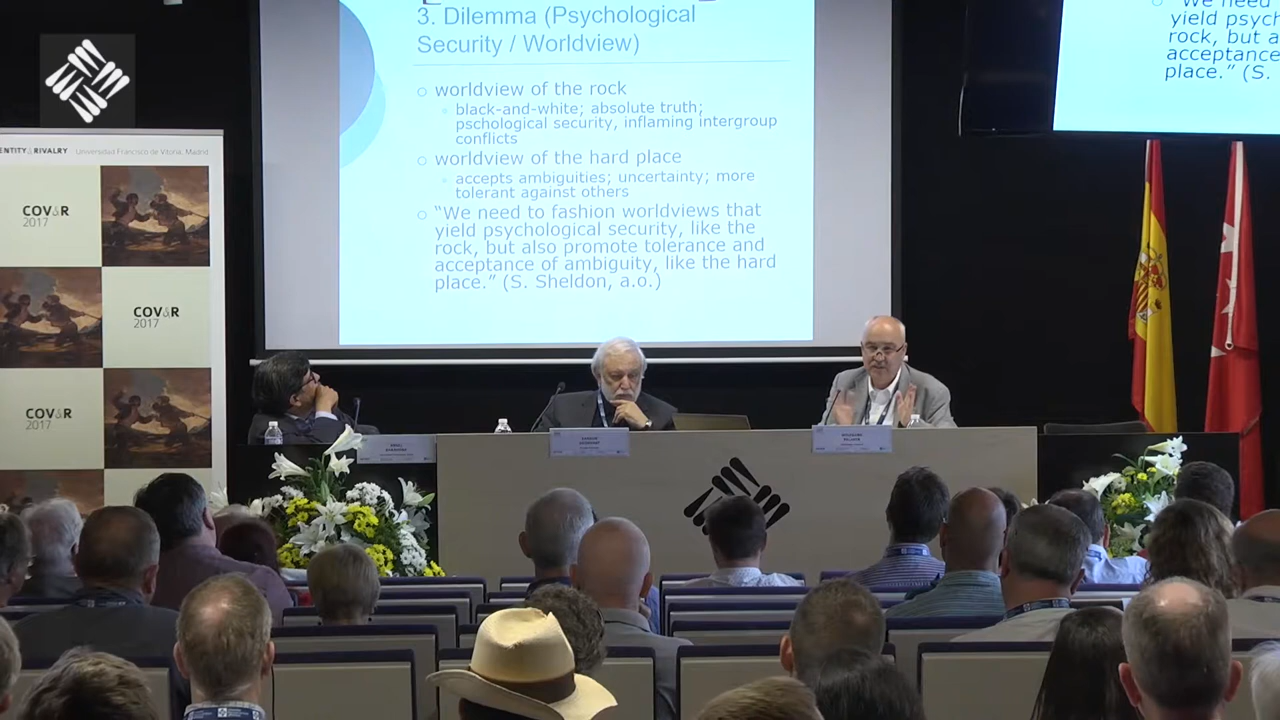 3. Dilemma (Psychological
Security / Worldview)
worldview of the rock
black-and-white; absolute truth;
pschological security, inflaming intergroup
conflicts
worldview of the hard place
accepts ambiguities; uncertainty; more
tolerant against others
“We need to fashion worldviews that
yield psychological security, like the
rock, but also promote tolerance and
acceptance of ambiguity, like the hard
place.” (S. Sheldon, a.o.)
yield psych
rock, but a
acceptance
place.” (S.
ENTITY & RIVALRY Universidad Francisco de Vitoria. Madrid
COV&R
2017
COV&R
2017
COV&R
2017